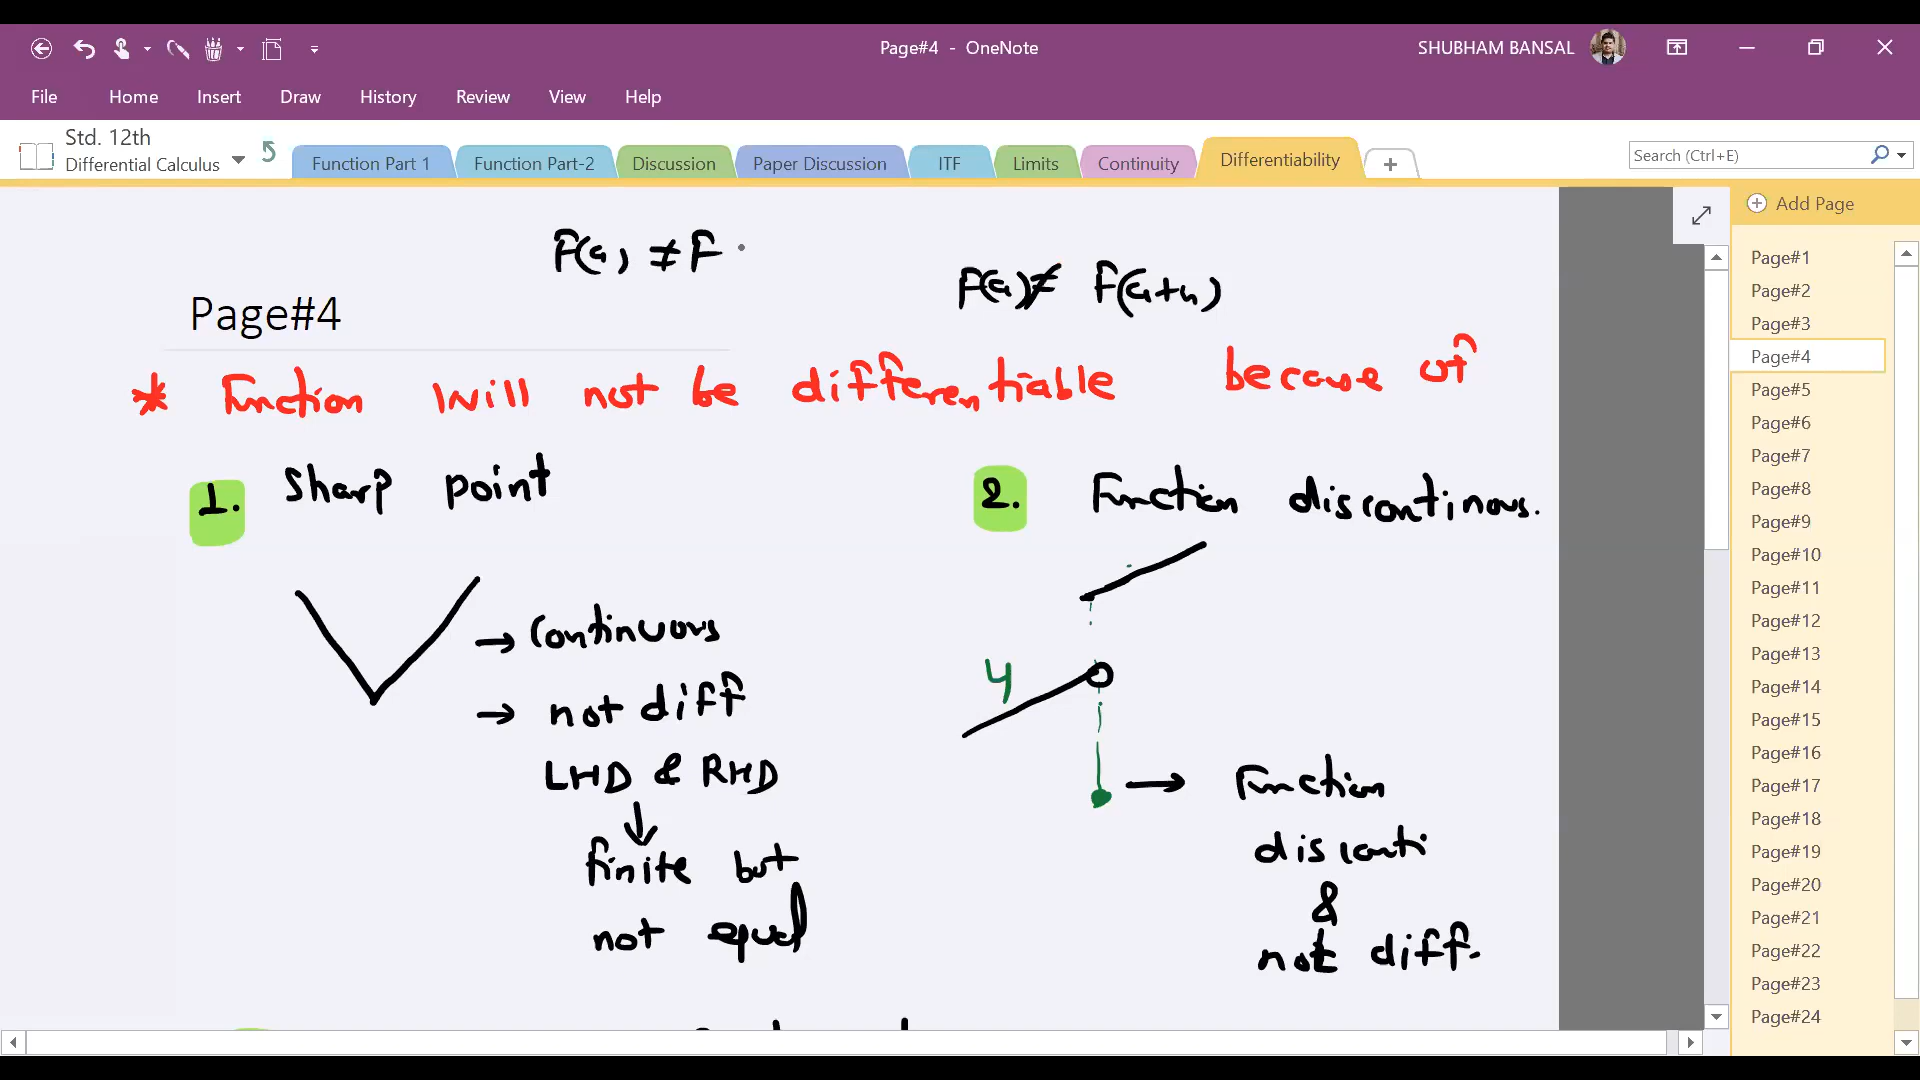 Page#4 - OneNote
SHUBHAM BANSAL
File Home Insert Draw History Review View Help
Std. 12th
Differential Calculus
Function Part 1
Function Part-2
Discussion
Paper Discussion
ITF
Limits
Continuity
Differentiability
Search (Ctrl+E)
Add Page
F(a) ≠ F
F(a) ≠ F(a+h)
Page#4
* Function will not be differentiable because of
1. Sharp point
→ Continuous
→ not diff
LHD & RHD
↓
finite but
not equal
2. Function discontinous.
4
→ Function
disconti
&
not diff.
Page#1
Page#2
Page#3
Page#4
Page#5
Page#6
Page#7
Page#8
Page#9
Page#10
Page#11
Page#12
Page#13
Page#14
Page#15
Page#16
Page#17
Page#18
Page#19
Page#20
Page#21
Page#22
Page#23
Page#24